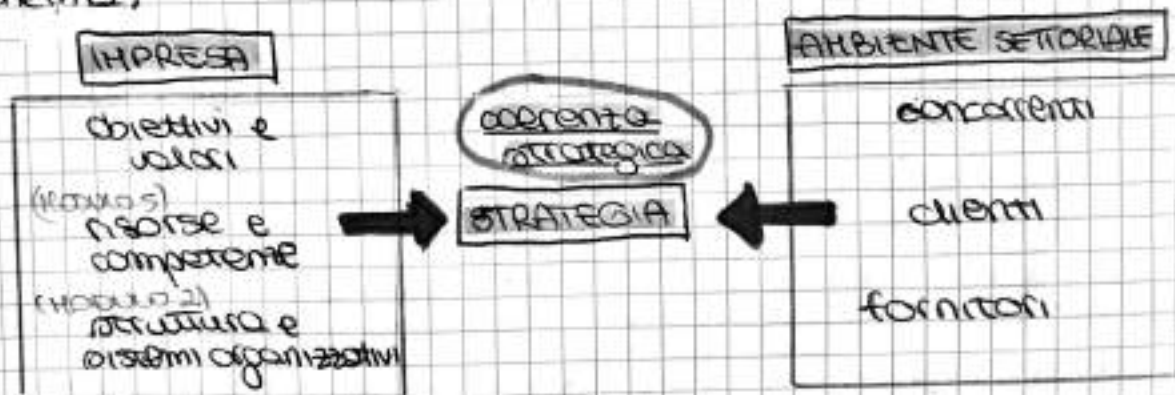 IMPRESA
obiettivi e
valori
(MODULO 5)
risorse e
competenze
(MODULO 2)
struttura e
sistemi organizzativi
coerenza
strategica
STRATEGIA
AMBIENTE SETTORIALE
concorrenti
clienti
fornitori